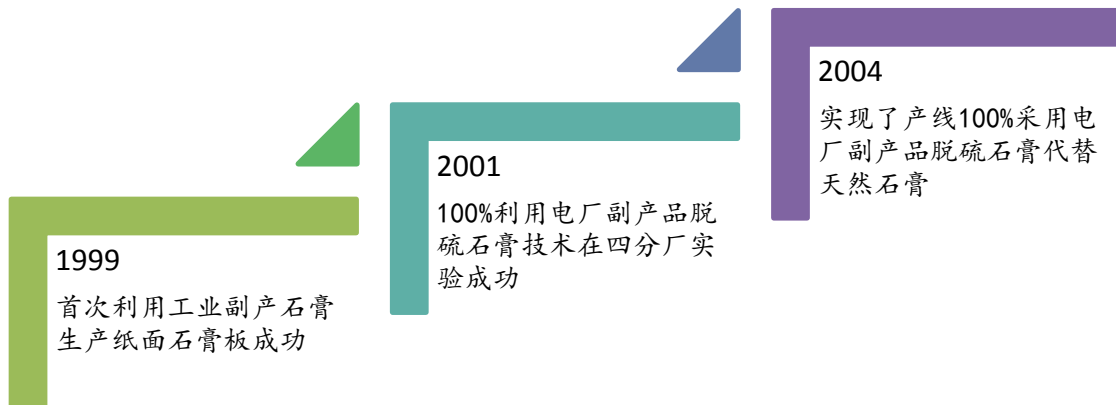 1999
首次利用工业副产石膏
生产纸面石膏板成功
2001
100%利用电厂副产品脱
硫石膏技术在四分厂实
验成功
2004
实现了产线100%采用电
厂副产品脱硫石膏代替
天然石膏